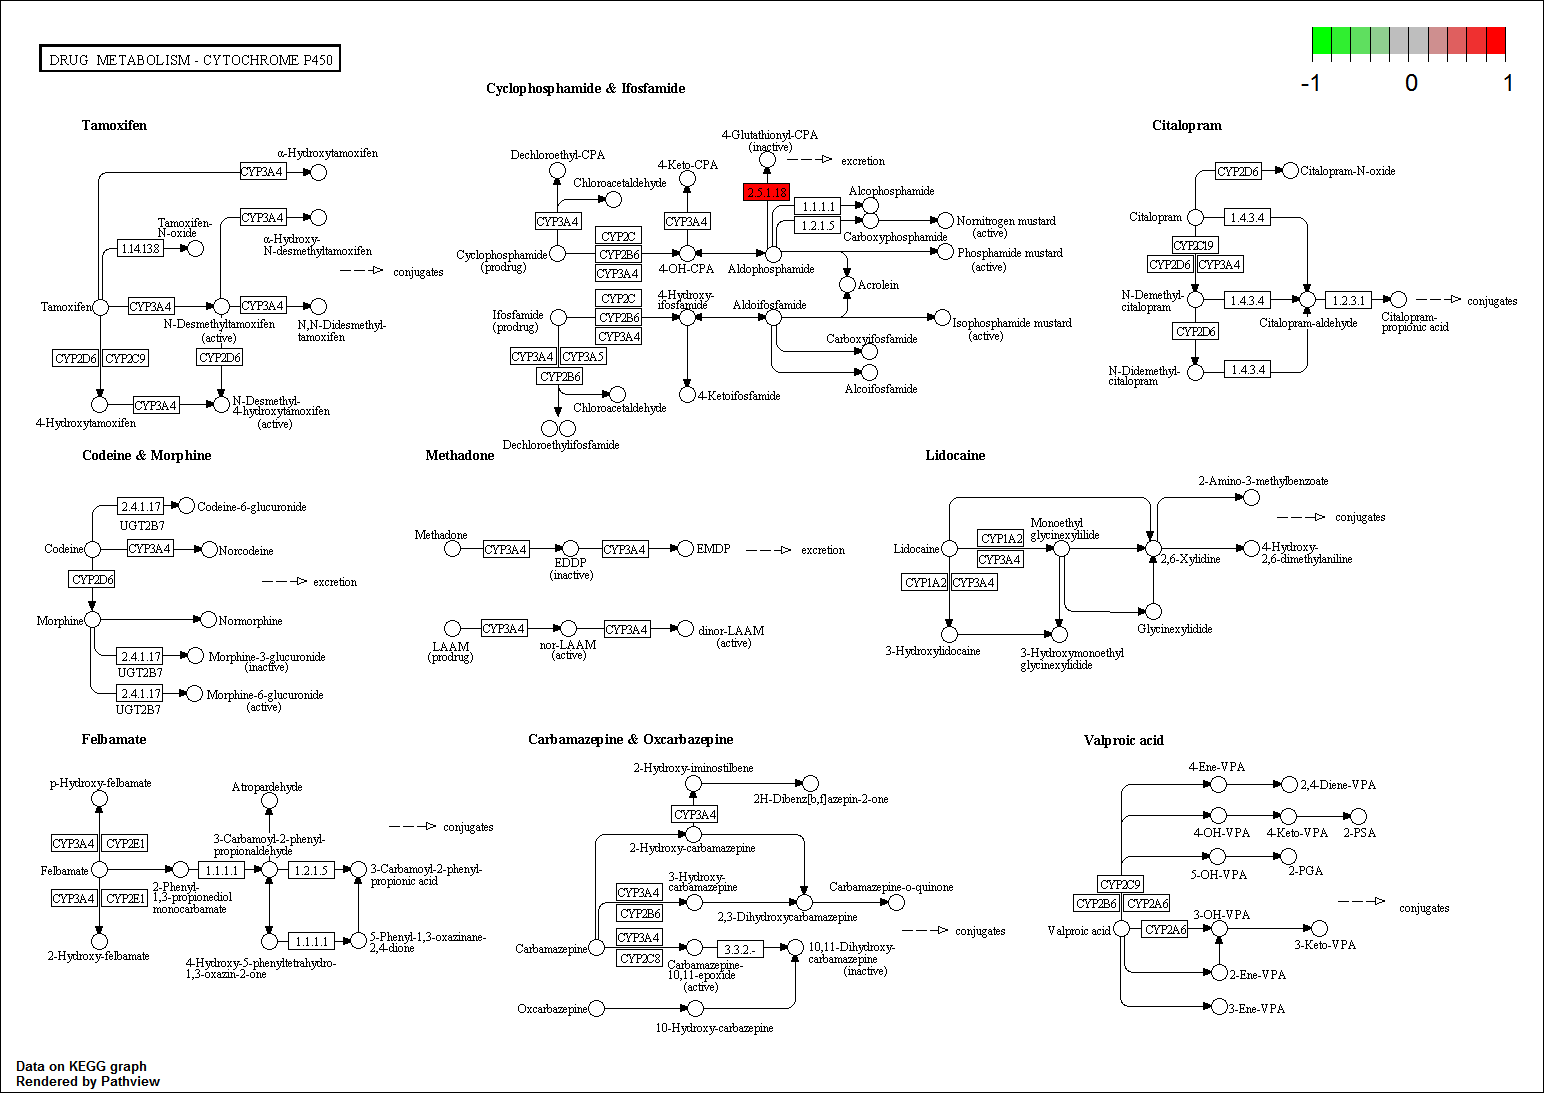 DRUG METABOLISM - CYTOCHROME P450
-1
0
1
Cyclophosphamide & Ifosfamide
Tamoxifen
α-Hydroxytamoxifen
CYP3A4
Tamoxifen-
N-oxide
1.14.13.8
CYP3A4
α-Hydroxy-
N-desmethyltamoxifen
conjugates
Tamoxifen
CYP3A4
CYP3A4
N-Desmethyltamoxifen
(active)
N,N-Didesmethyl-
tamoxifen
CYP2D6
CYP2C9
CYP2D6
CYP3A4
N-Desmethyl-
4-hydroxytamoxifen
(active)
4-Hydroxytamoxifen
Dechloroethyl-CPA
Chloroacetaldehyde
4-Keto-CPA
4-Glutathionyl-CPA
(inactive)
excretion
2.5.1.18
Alcophosphamide
1.1.1.1
1.2.1.5
CYP3A4
CYP3A4
Carboxyphosphamide
Nornitrogen mustard
(active)
CYP2C
CYP2B6
CYP3A4
Cyclophosphamide
(prodrug)
4-OH-CPA
Aldophosphamide
Phosphamide mustard
(active)
Acrolein
CYP2C
CYP2B6
CYP3A4
4-Hydroxy-
ifosfamide
Aldoifosfamide
Ifosfamide
(prodrug)
Isophosphamide mustard
(active)
Carboxyifosfamide
CYP3A4
CYP3A5
CYP2B6
Alcoifosfamide
Chloroacetaldehyde
4-Ketoifosfamide
Dechloroethylifosfamide
Citalopram
CYP2D6
Citalopram-N-oxide
Citalopram
1.4.3.4
CYP2C19
CYP2D6
CYP3A4
N-Demethyl-
citalopram
1.4.3.4
1.2.3.1
Citalopram-aldehyde
Citalopram-
propionic acid
conjugates
CYP2D6
N-Didemethyl-
citalopram
1.4.3.4
Codeine & Morphine
2.4.1.17
UGT2B7
Codeine-6-glucuronide
Codeine
CYP3A4
Norcodeine
CYP2D6
excretion
Morphine
Normorphine
2.4.1.17
UGT2B7
Morphine-3-glucuronide
(inactive)
2.4.1.17
UGT2B7
Morphine-6-glucuronide
(active)
Methadone
Methadone
CYP3A4
EDDP
(inactive)
CYP3A4
EMDP
excretion
LAAM
(prodrug)
CYP3A4
nor-LAAM
(active)
CYP3A4
dinor-LAAM
(active)
Lidocaine
2-Amino-3-methylbenzoate
conjugates
Lidocaine
CYP1A2
CYP3A4
Monoethyl
glycinexylilide
2,6-Xylidine
4-Hydroxy-
2,6-dimethylaniline
CYP1A2
CYP3A4
Glycinexylidide
3-Hydroxylidocaine
3-Hydroxymonoethyl
glycinexylidide
Felbamate
p-Hydroxy-felbamate
Atropardehyde
conjugates
CYP3A4
CYP2E1
3-Carbamoyl-2-phenyl-
propionaldehyde
Felbamate
1.1.1.1
1.2.1.5
3-Carbamoyl-2-phenyl-
propionic acid
CYP3A4
CYP2E1
2-Phenyl-
1,3-propionediol
monocarbamate
2-Hydroxy-felbamate
1.1.1.1
5-Phenyl-1,3-oxazinane-
2,4-dione
4-Hydroxy-5-phenyltetrahydro-
1,3-oxazin-2-one
Carbamazepine & Oxcarbazepine
2-Hydroxy-iminostilbene
2H-Dibenz[b,f]azepin-2-one
CYP3A4
2-Hydroxy-carbamazepine
CYP3A4
CYP2B6
3-Hydroxy-
carbamazepine
2,3-Dihydroxycarbamazepine
Carbamazepine-o-quinone
conjugates
Carbamazepine
CYP3A4
CYP2C8
Carbamazepine-
10,11-epoxide
(active)
3.3.2.-
10,11-Dihydroxy-
carbamazepine
(inactive)
Oxcarbazepine
10-Hydroxy-carbazepine
Valproic acid
4-Ene-VPA
2,4-Diene-VPA
4-OH-VPA
4-Keto-VPA
2-PSA
5-OH-VPA
2-PGA
CYP2C9
CYP2B6
CYP2A6
conjugates
Valproic acid
CYP2A6
3-OH-VPA
3-Keto-VPA
2-Ene-VPA
3-Ene-VPA
Data on KEGG graph
Rendered by Pathview